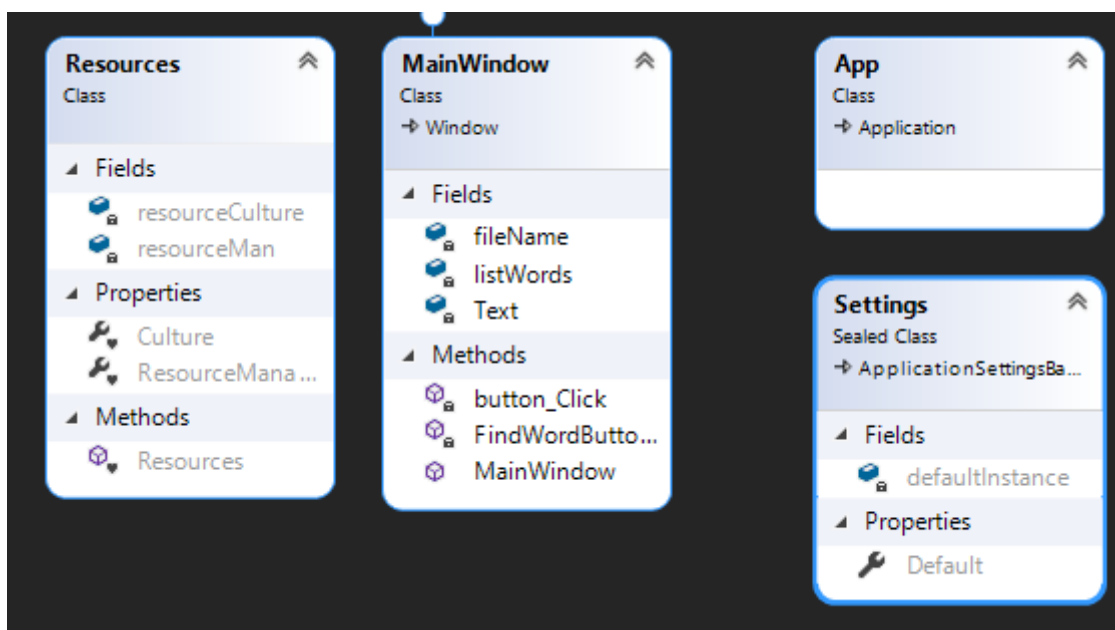 Resources
Class
Fields
resourceCulture
resourceMan
Properties
Culture
ResourceMana...
Methods
Resources
MainWindow
Class
Window
Fields
fileName
listWords
Text
Methods
button_Click
FindWordButto...
MainWindow
App
Class
Application
Settings
Sealed Class
ApplicationSettingsBa...
Fields
defaultInstance
Properties
Default